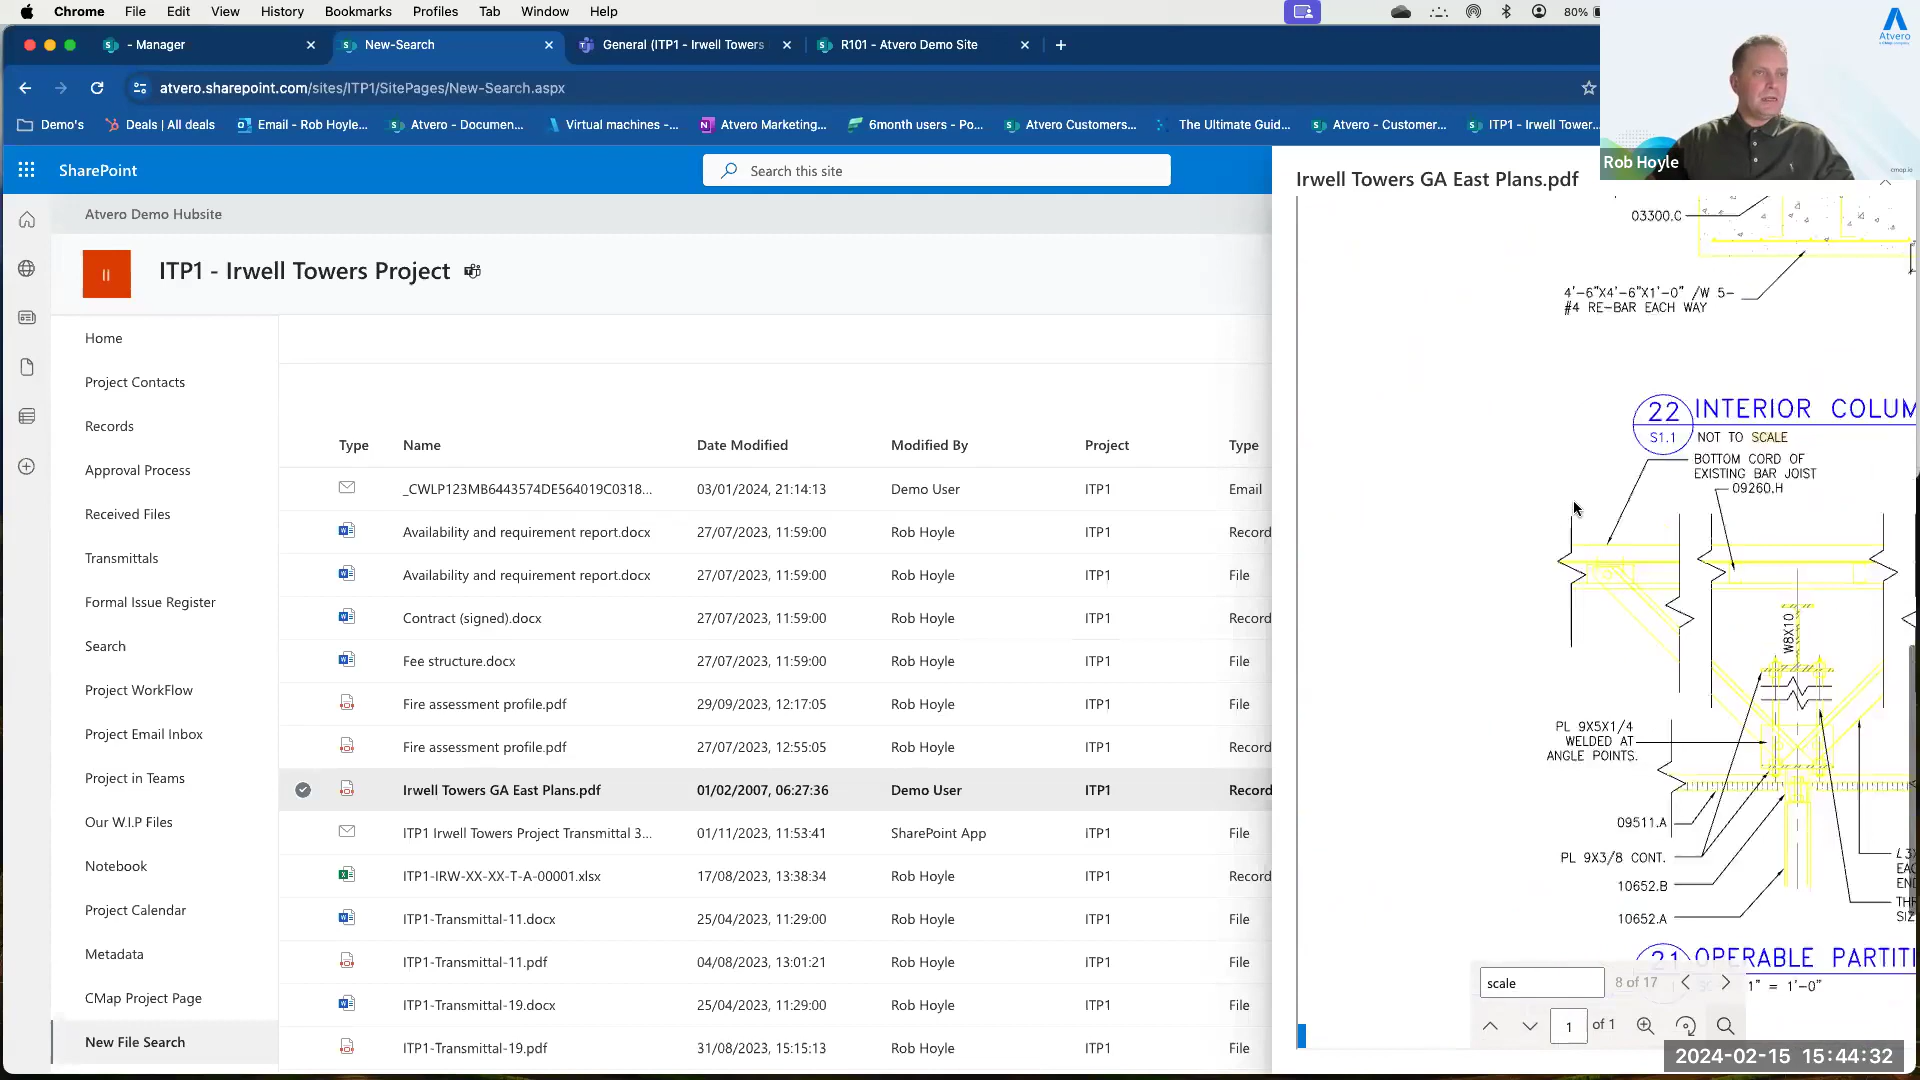 Chrome File Edit View History Bookmarks Profiles Tab Window Help 80%
- Manager New-Search General (ITP1 - Irwell Towers R101 - Atvero Demo Site
atvero.sharepoint.com/sites/ITP1/SitePages/New-Search.aspx
Demo's Deals | All deals Email - Rob Hoyle... Atvero - Documen... Virtual machines -... Atvero Marketing... 6month users - Po... Atvero Customers... The Ultimate Guid... Atvero - Customer... ITP1 - Irwell Tower...
Atvero
Rob Hoyle
cmap.io
SharePoint
Search this site
Atvero Demo Hubsite
II
ITP1 - Irwell Towers Project
Home
Project Contacts
Records
Approval Process
Received Files
Transmittals
Formal Issue Register
Search
Project WorkFlow
Project Email Inbox
Project in Teams
Our W.I.P Files
Notebook
Project Calendar
Metadata
CMap Project Page
New File Search
Type Name Date Modified Modified By Project Type
_CWLP123MB6443574DE564019C0318... 03/01/2024, 21:14:13 Demo User ITP1 Email
Availability and requirement report.docx 27/07/2023, 11:59:00 Rob Hoyle ITP1 Record
Availability and requirement report.docx 27/07/2023, 11:59:00 Rob Hoyle ITP1 File
Contract (signed).docx 27/07/2023, 11:59:00 Rob Hoyle ITP1 Record
Fee structure.docx 27/07/2023, 11:59:00 Rob Hoyle ITP1 File
Fire assessment profile.pdf 29/09/2023, 12:17:05 Rob Hoyle ITP1 File
Fire assessment profile.pdf 27/07/2023, 12:55:05 Rob Hoyle ITP1 Record
Irwell Towers GA East Plans.pdf 01/02/2007, 06:27:36 Demo User ITP1 Record
ITP1 Irwell Towers Project Transmittal 3... 01/11/2023, 11:53:41 SharePoint App ITP1 File
ITP1-IRW-XX-XX-T-A-00001.xlsx 17/08/2023, 13:38:34 Rob Hoyle ITP1 Record
ITP1-Transmittal-11.docx 25/04/2023, 11:29:00 Rob Hoyle ITP1 File
ITP1-Transmittal-11.pdf 04/08/2023, 13:01:21 Rob Hoyle ITP1 File
ITP1-Transmittal-19.docx 25/04/2023, 11:29:00 Rob Hoyle ITP1 File
ITP1-Transmittal-19.pdf 31/08/2023, 15:15:13 Rob Hoyle ITP1 File
Irwell Towers GA East Plans.pdf
03300.C
4'-6"X4'-6"X1'-0" /W 5-
#4 RE-BAR EACH WAY
22 INTERIOR COLUM
S1.1 NOT TO SCALE
BOTTOM CORD OF
EXISTING BAR JOIST
09260.H
W8X10
PL 9X5X1/4
WELDED AT
ANGLE POINTS.
09511.A
PL 9X3/8 CONT.
10652.B
10652.A
L3X
EAC
END
THR
SIZ
21 OPERABLE PARTITI
1" = 1'-0"
scale 8 of 17
1 of 1
2024-02-15 15:44:32